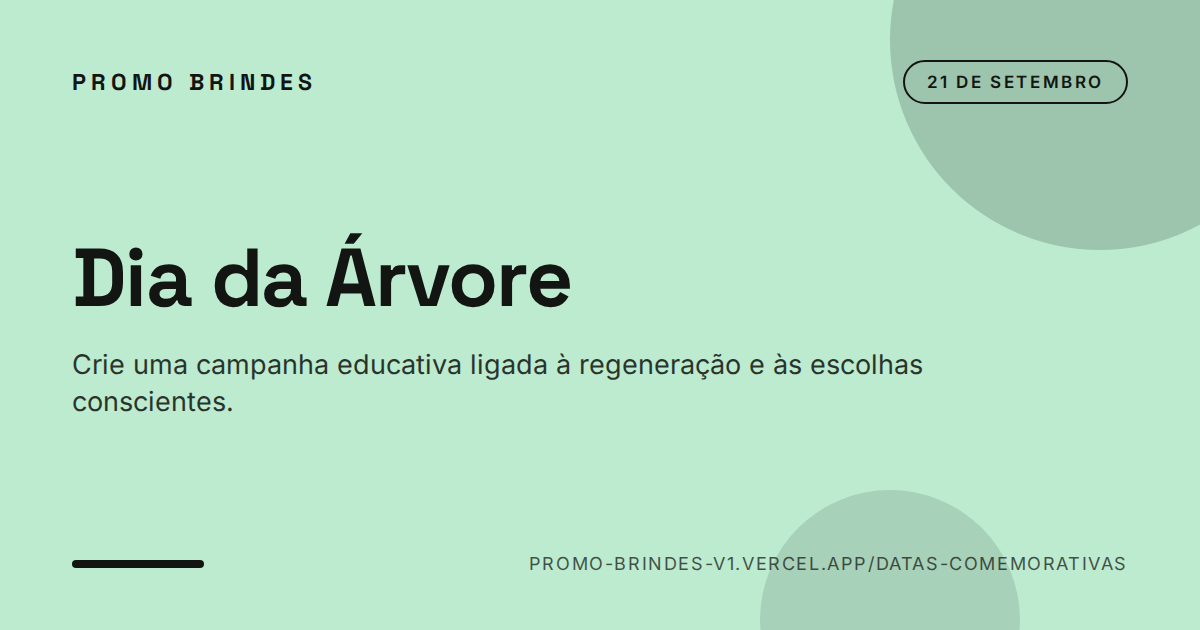 PROMO BRINDES
21 DE SETEMBRO
Dia da Árvore
Crie uma campanha educativa ligada à regeneração e às escolhas
conscientes.
PROMO-BRINDES-V1.VERCEL.APP/DATAS-COMEMORATIVAS